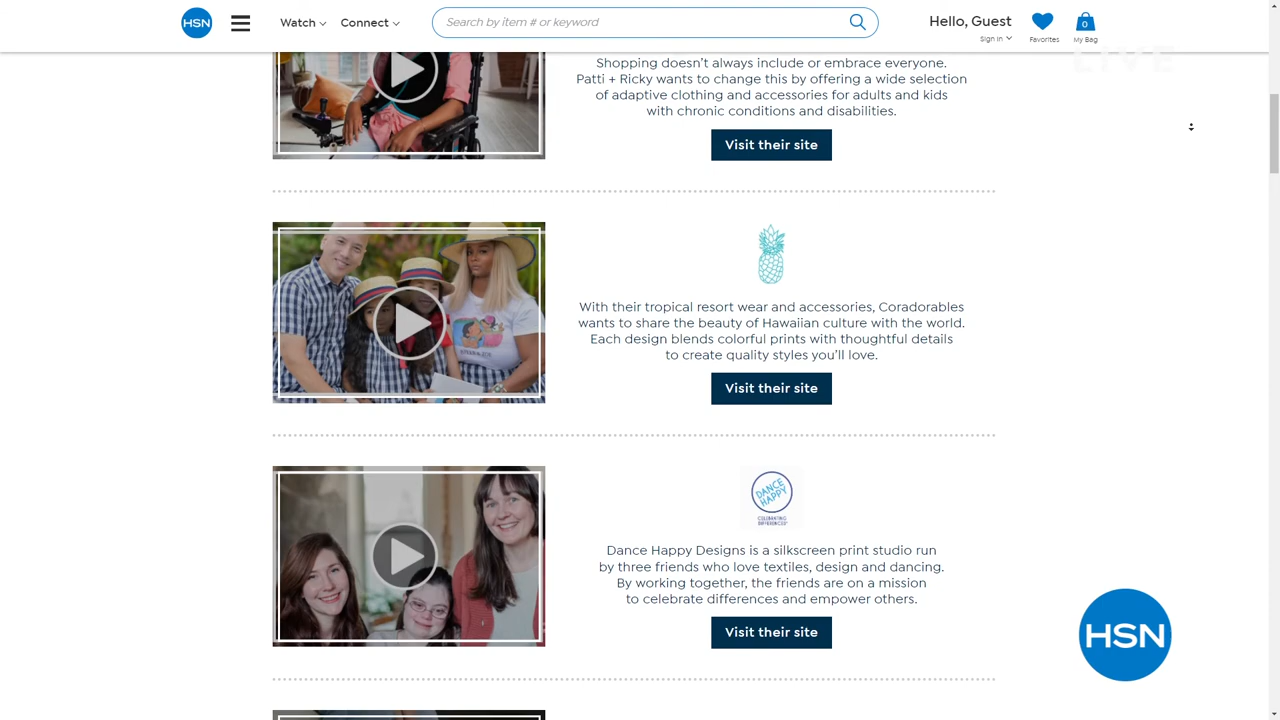 HSN
Watch
Connect
Search by item # or keyword
Hello, Guest
Sign In
Favorites
0
My Bag
LIVE
Shopping doesn't always include or embrace everyone.
Patti + Ricky wants to change this by offering a wide selection
of adaptive clothing and accessories for adults and kids
with chronic conditions and disabilities.
Visit their site
With their tropical resort wear and accessories, Coradorables
wants to share the beauty of Hawaiian culture with the world.
Each design blends colorful prints with thoughtful details
to create quality styles you'll love.
Visit their site
DANCE
HAPPY
CELEBRATING
DIFFERENCES
Dance Happy Designs is a silkscreen print studio run
by three friends who love textiles, design and dancing.
By working together, the friends are on a mission
to celebrate differences and empower others.
Visit their site
HSN